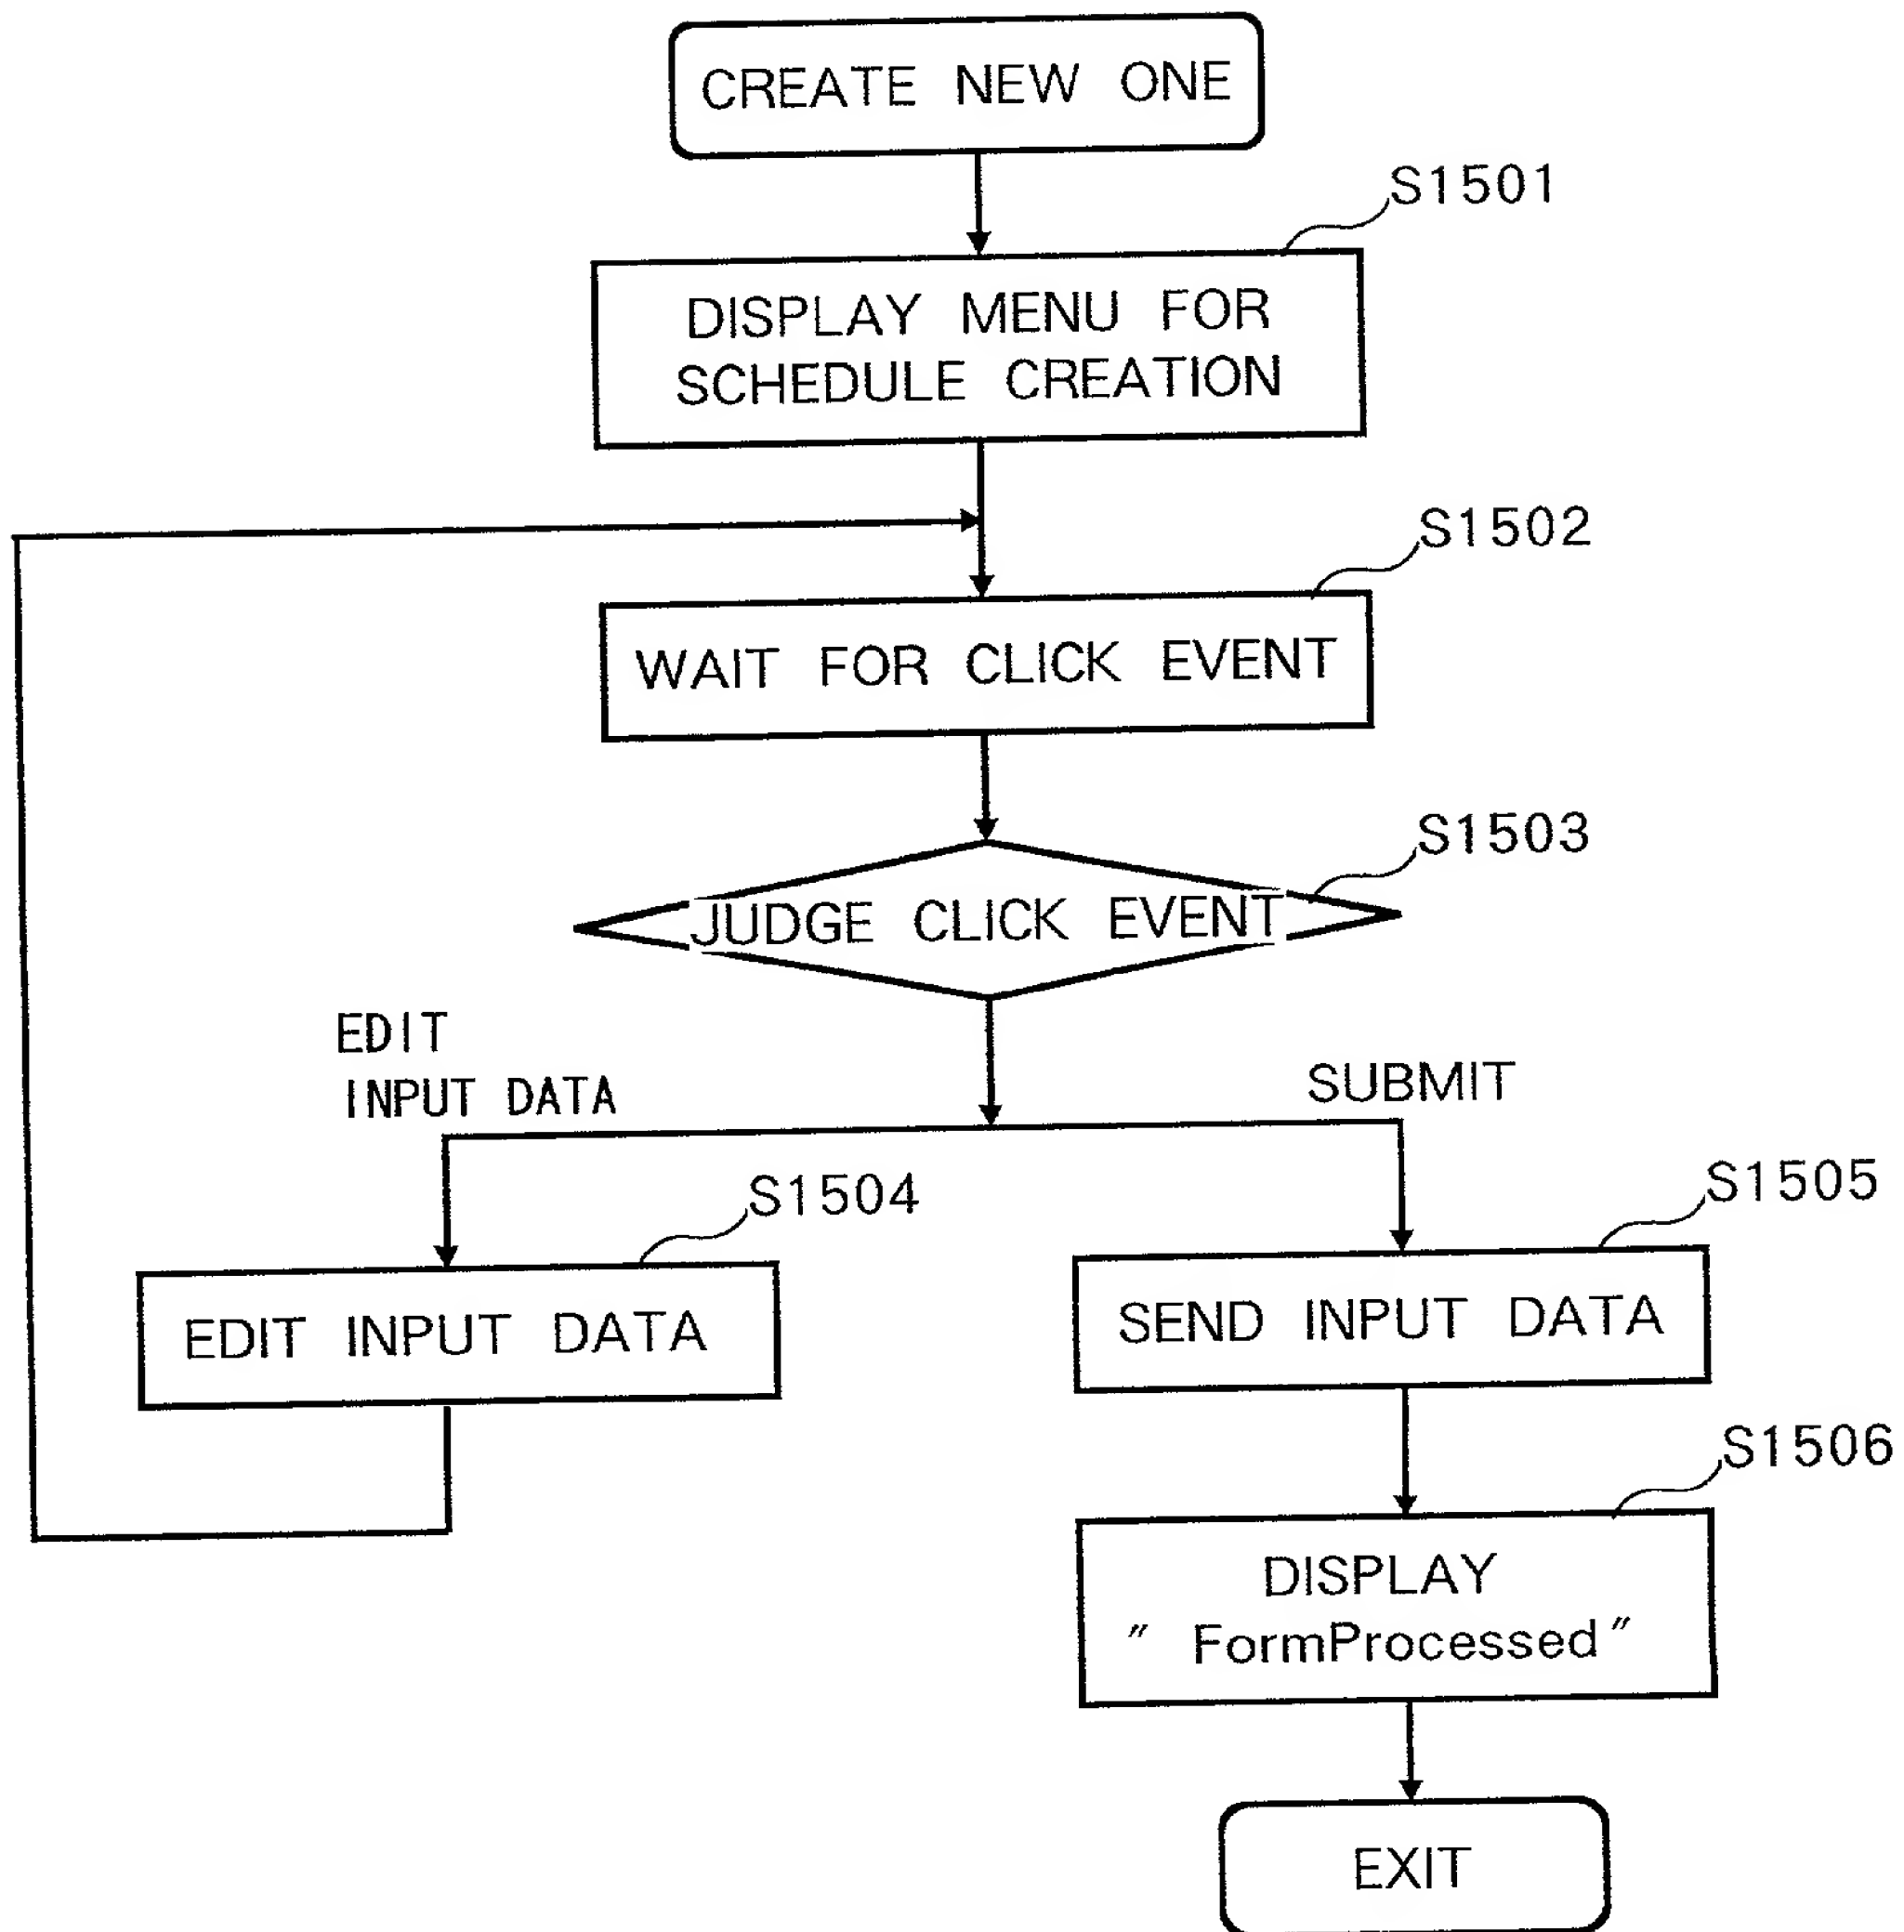 CREATE NEW ONE
S1501
DISPLAY MENU FOR
SCHEDULE CREATION
S1502
WAIT FOR CLICK EVENT
S1503
JUDGE CLICK EVENT
EDIT
INPUT DATA
SUBMIT
S1504
S1505
EDIT INPUT DATA
SEND INPUT DATA
S1506
DISPLAY
" FormProcessed"
EXIT